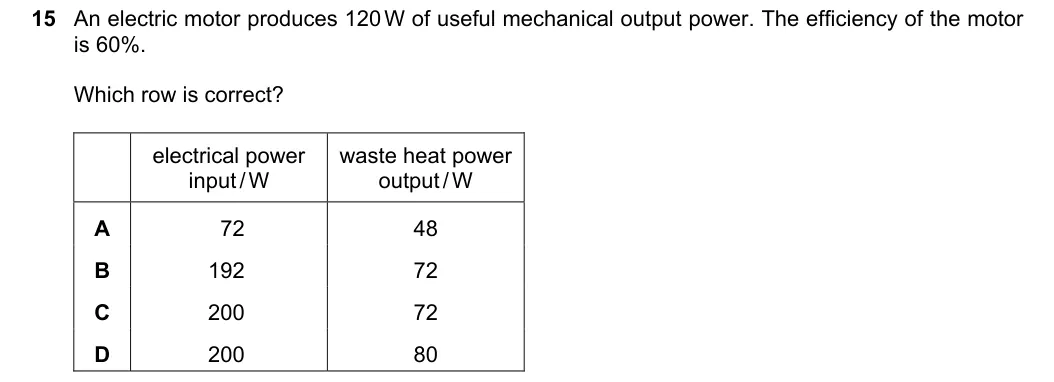 15 An electric motor produces 120 W of useful mechanical output power. The efficiency of the motor
is 60%.
Which row is correct?
electrical power input / W waste heat power output / W
A 72 48
B 192 72
C 200 72
D 200 80